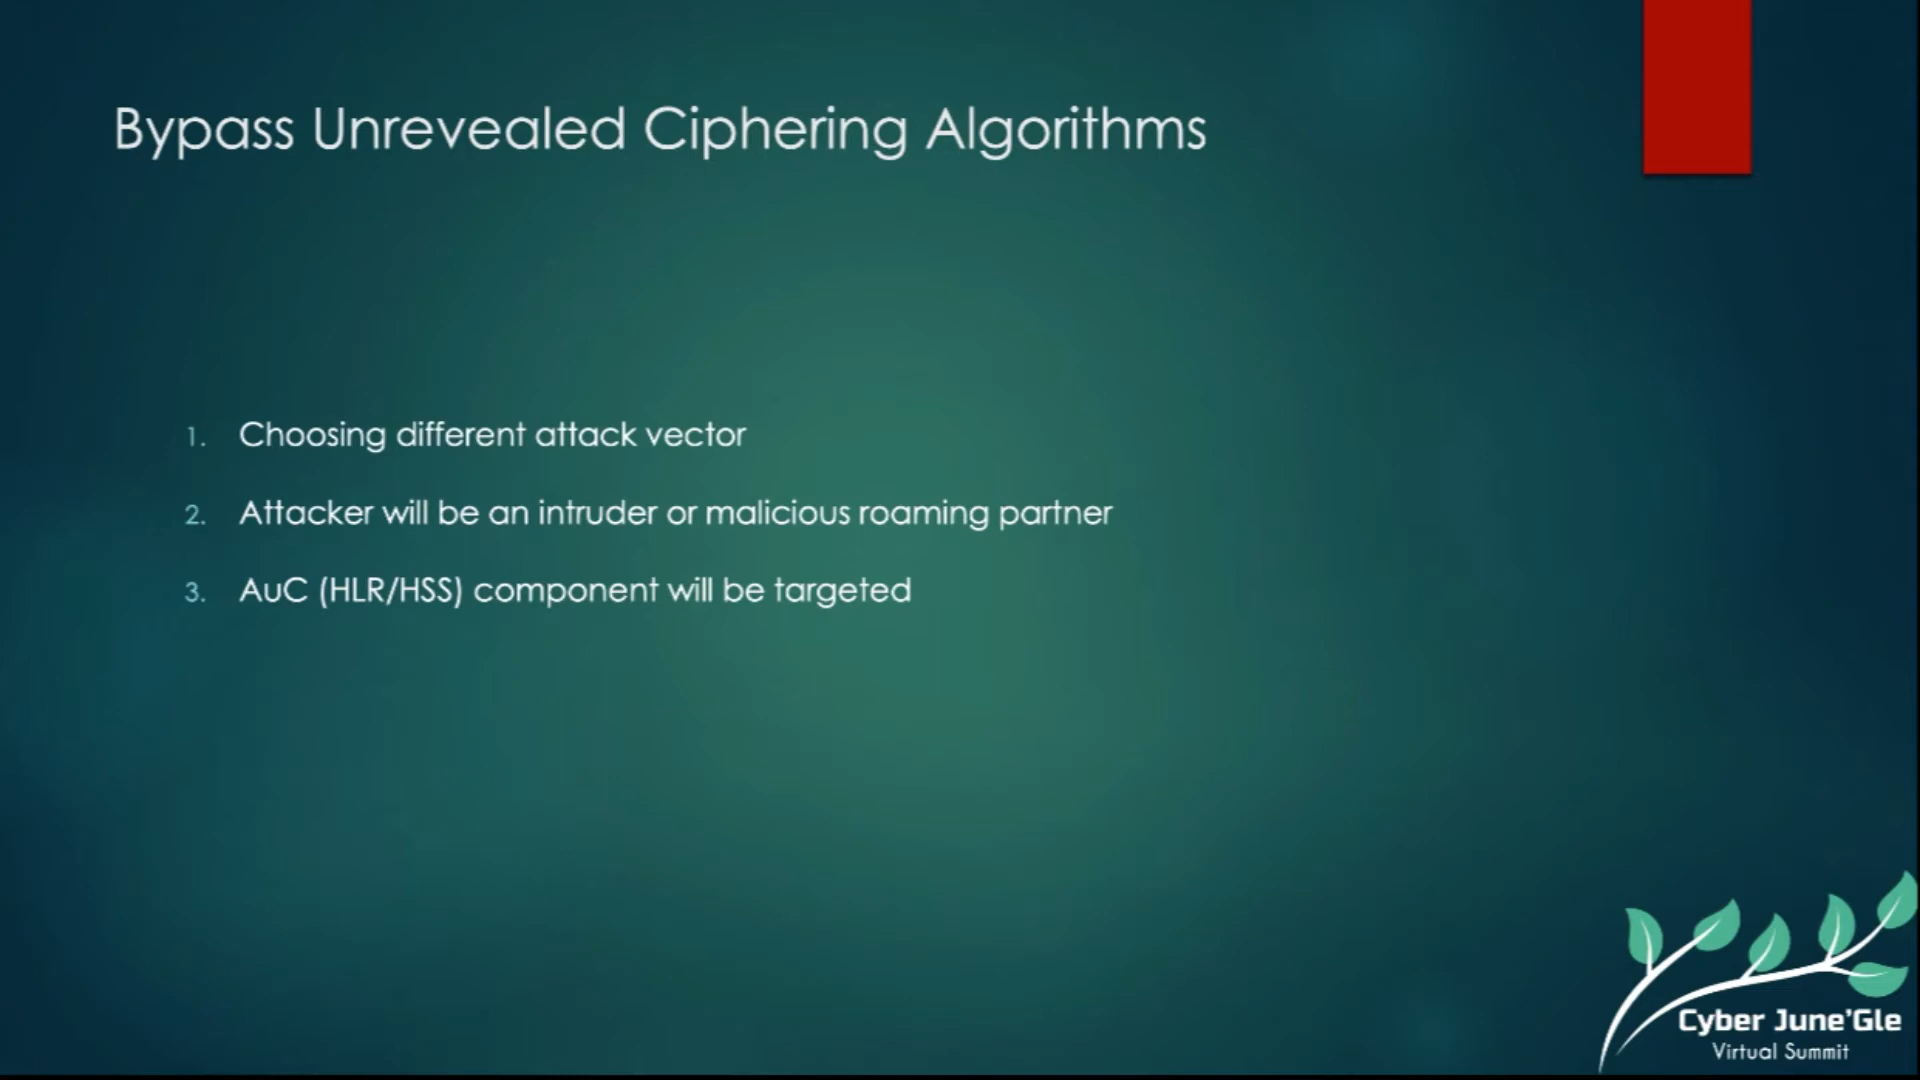 Bypass Unrevealed Ciphering Algorithms
1. Choosing different attack vector
2. Attacker will be an intruder or malicious roaming partner
3. AuC (HLR/HSS) component will be targeted
Cyber June'Gle
Virtual Summit